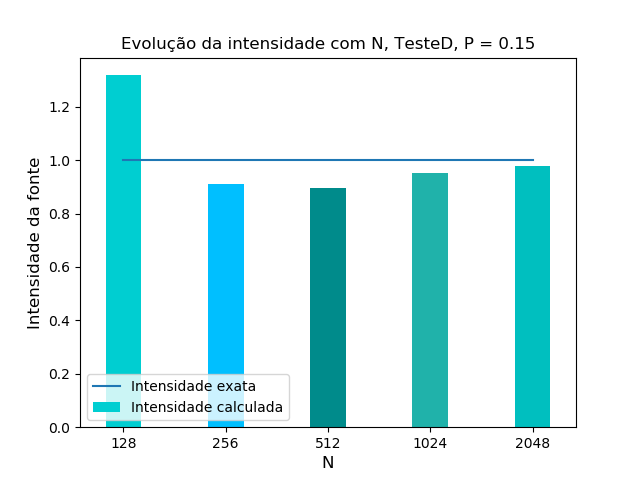 Evolução da intensidade com N, TesteD, P = 0.15
Intensidade da fonte
1.2
1.0
0.8
0.6
0.4
0.2
0.0
Intensidade exata
Intensidade calculada
128 256 512 1024 2048
N